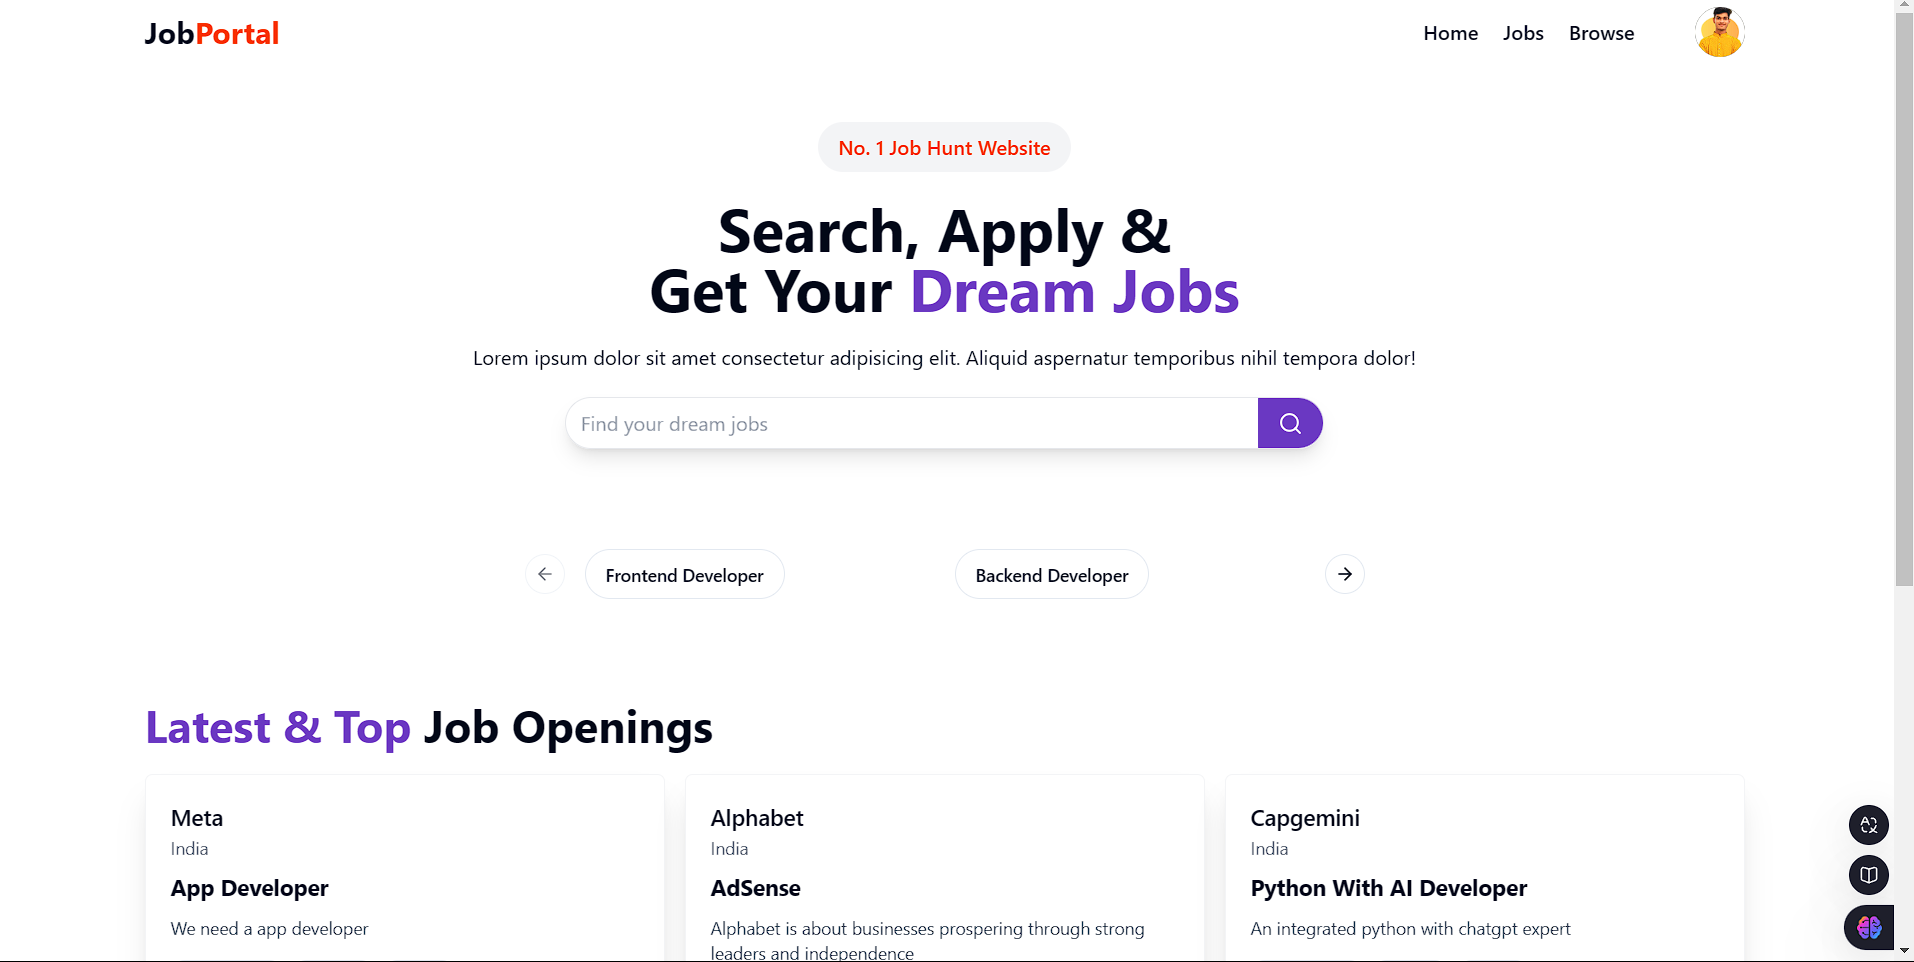 JobPortal
Home Jobs Browse
No. 1 Job Hunt Website
Search, Apply &
Get Your Dream Jobs
Lorem ipsum dolor sit amet consectetur adipisicing elit. Aliquid aspernatur temporibus nihil tempora dolor!
Find your dream jobs
Frontend Developer
Backend Developer
Latest & Top Job Openings
Meta
India
App Developer
We need a app developer
Alphabet
India
AdSense
Alphabet is about businesses prospering through strong
leaders and independence
Capgemini
India
Python With AI Developer
An integrated python with chatgpt expert